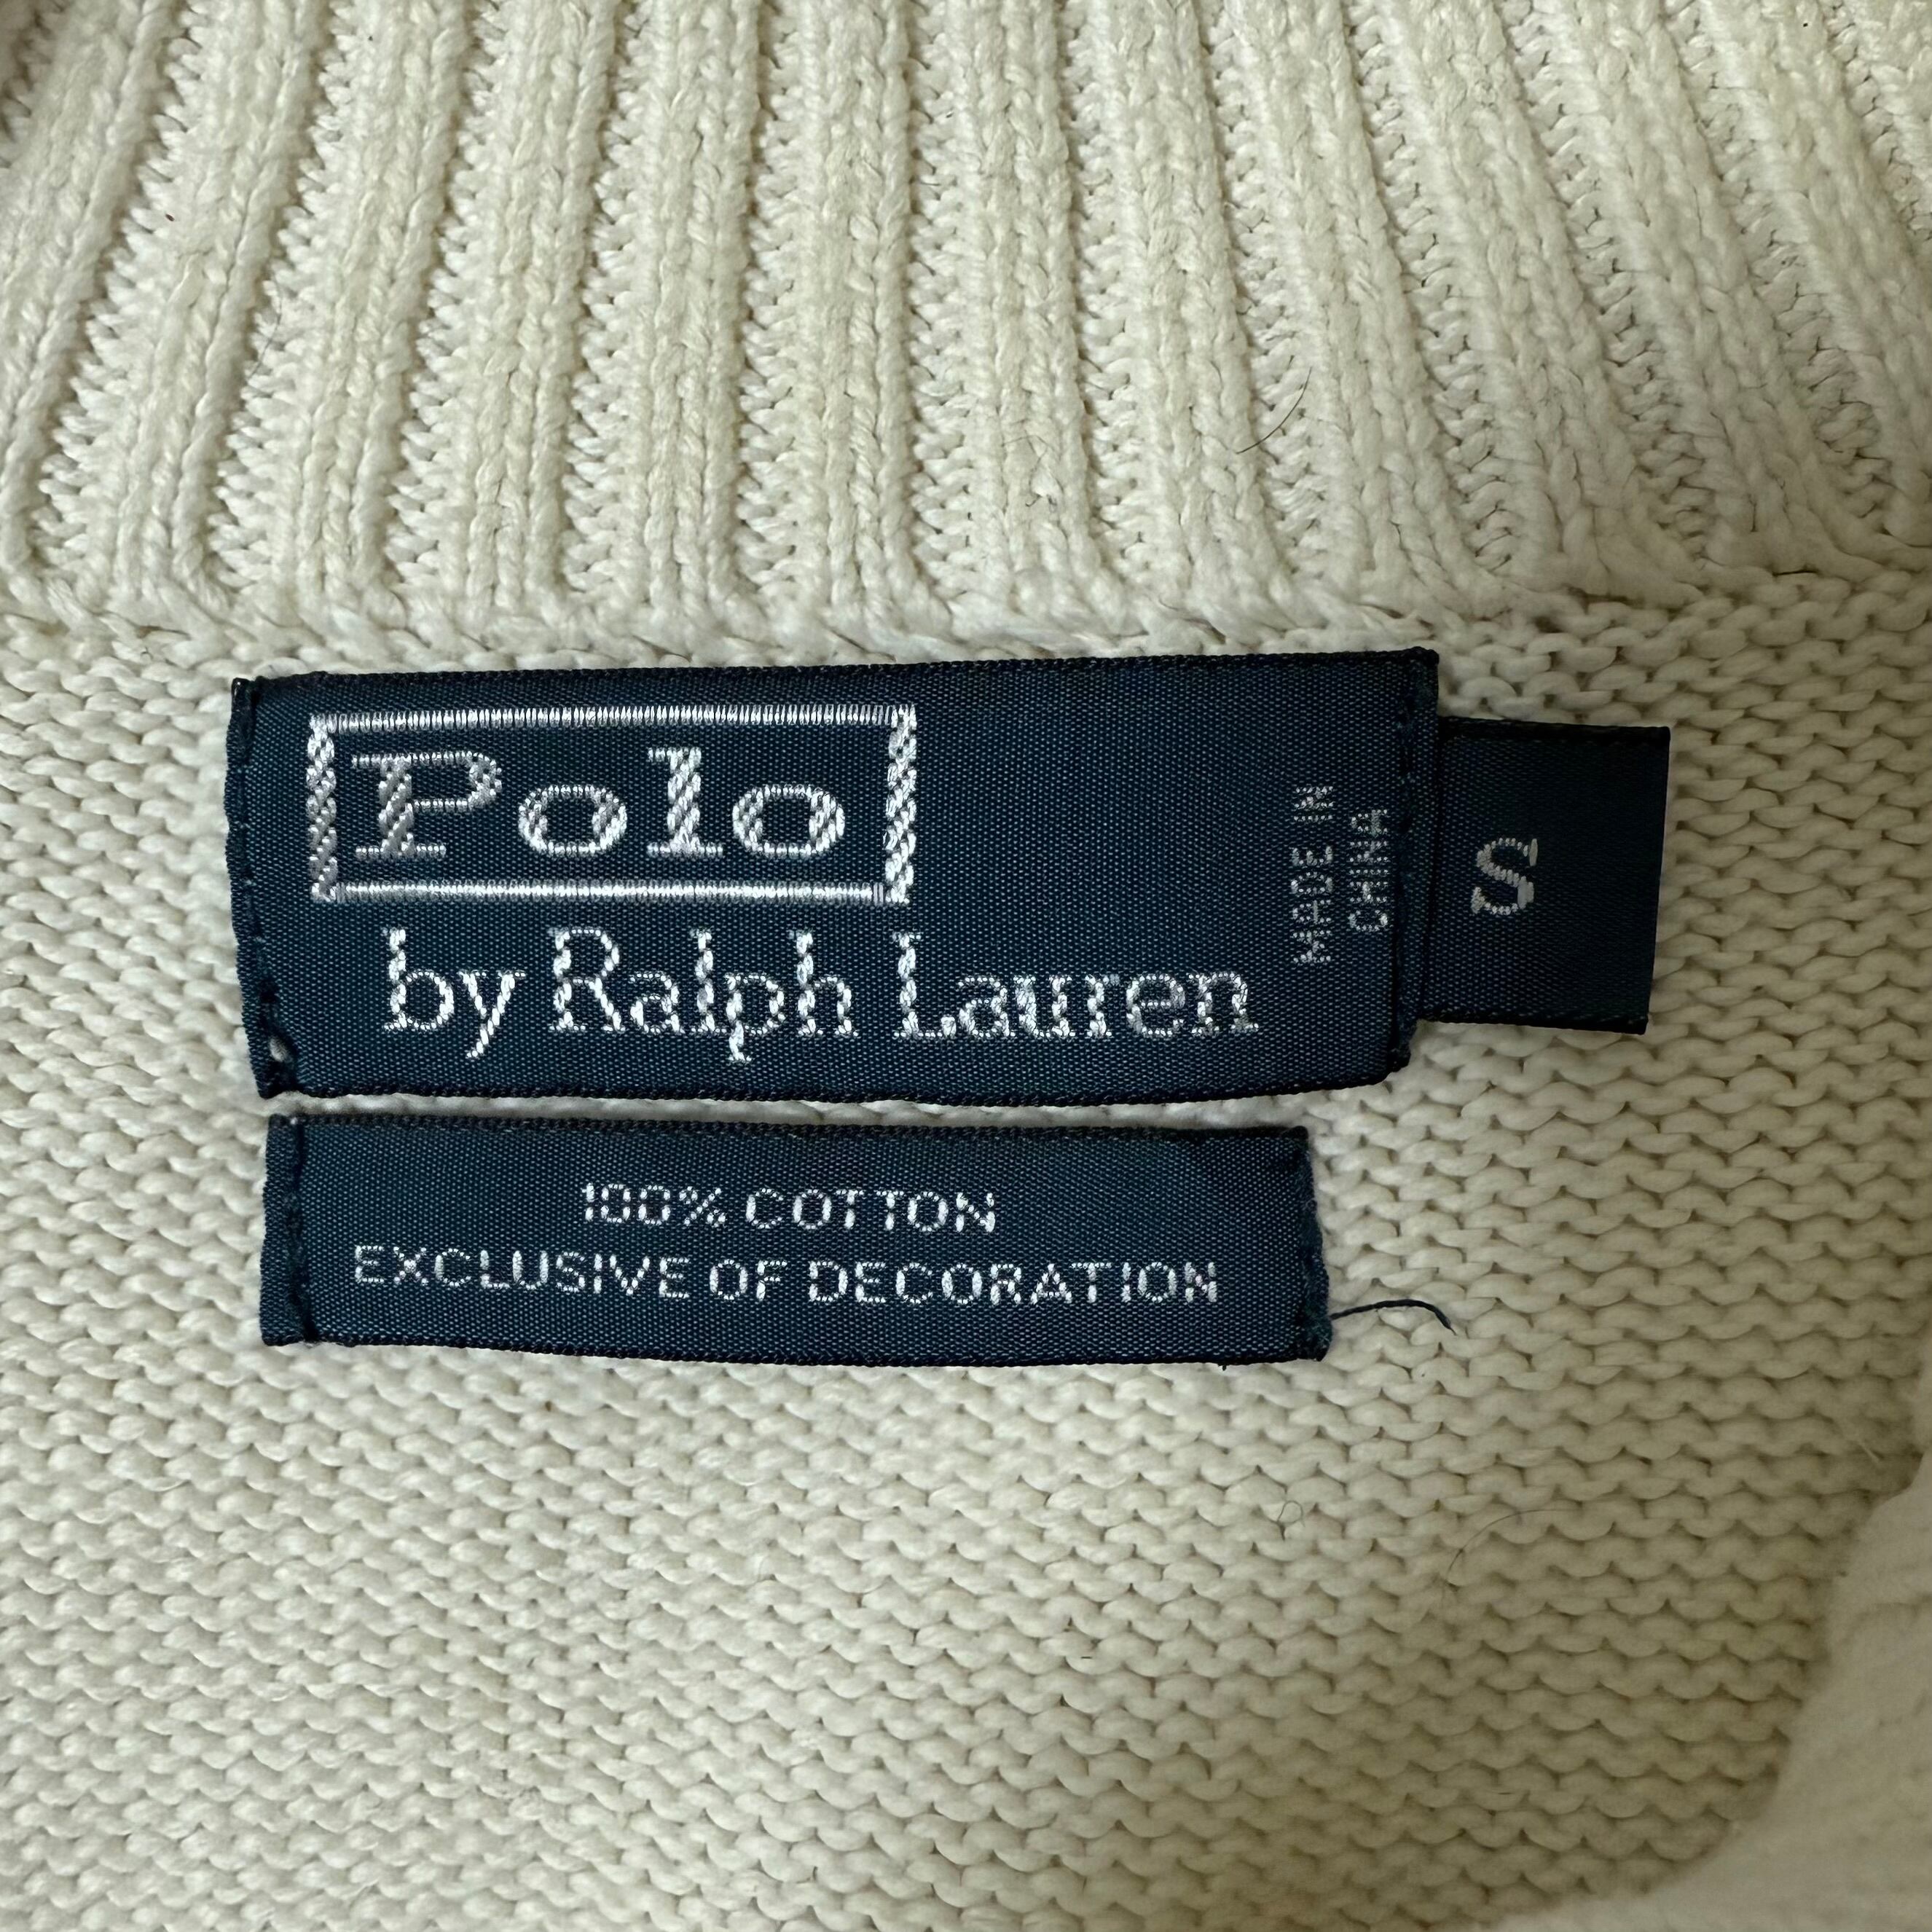 Polo
by Ralph Lauren
MADE IN
CHINA
S
100% COTTON
EXCLUSIVE OF DECORATION